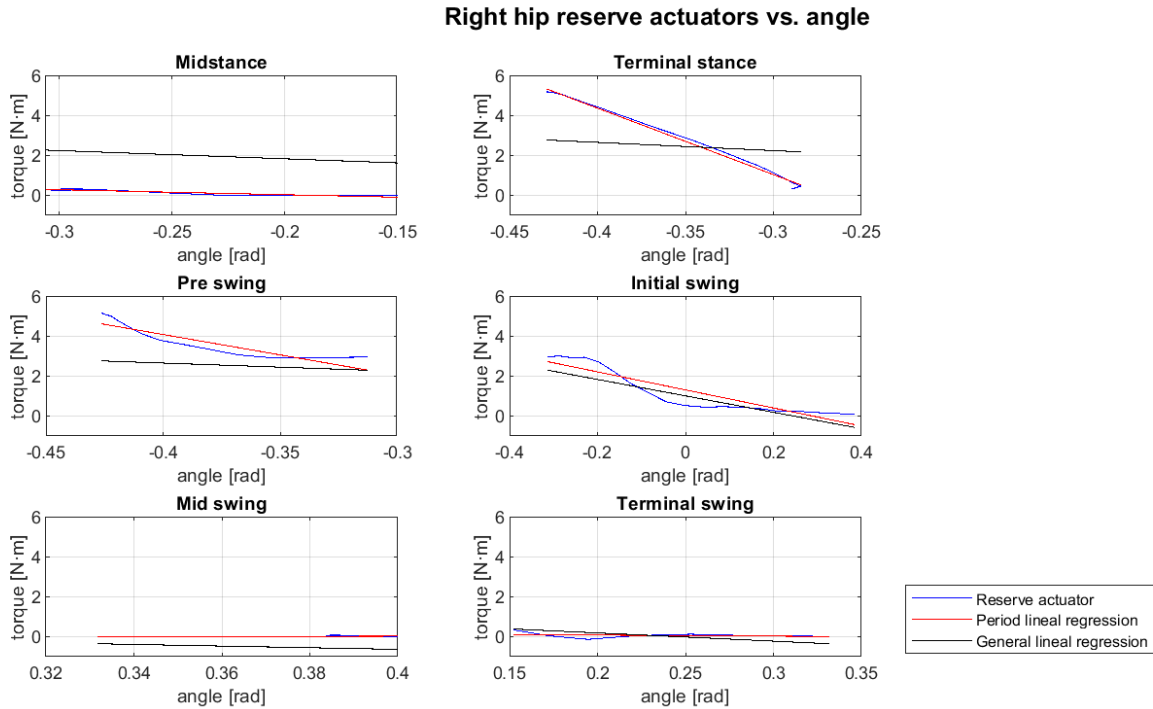 Right hip reserve actuators vs. angle
Midstance
6
4
2
0
torque [N·m]
-0.3 -0.25 -0.2 -0.15
angle [rad]
Terminal stance
6
4
2
0
torque [N·m]
-0.45 -0.4 -0.35 -0.3 -0.25
angle [rad]
Pre swing
6
4
2
0
torque [N·m]
-0.45 -0.4 -0.35 -0.3
angle [rad]
Initial swing
6
4
2
0
torque [N·m]
-0.4 -0.2 0 0.2 0.4
angle [rad]
Mid swing
6
4
2
0
torque [N·m]
0.32 0.34 0.36 0.38 0.4
angle [rad]
Terminal swing
6
4
2
0
torque [N·m]
0.15 0.2 0.25 0.3 0.35
angle [rad]
Reserve actuator
Period lineal regression
General lineal regression